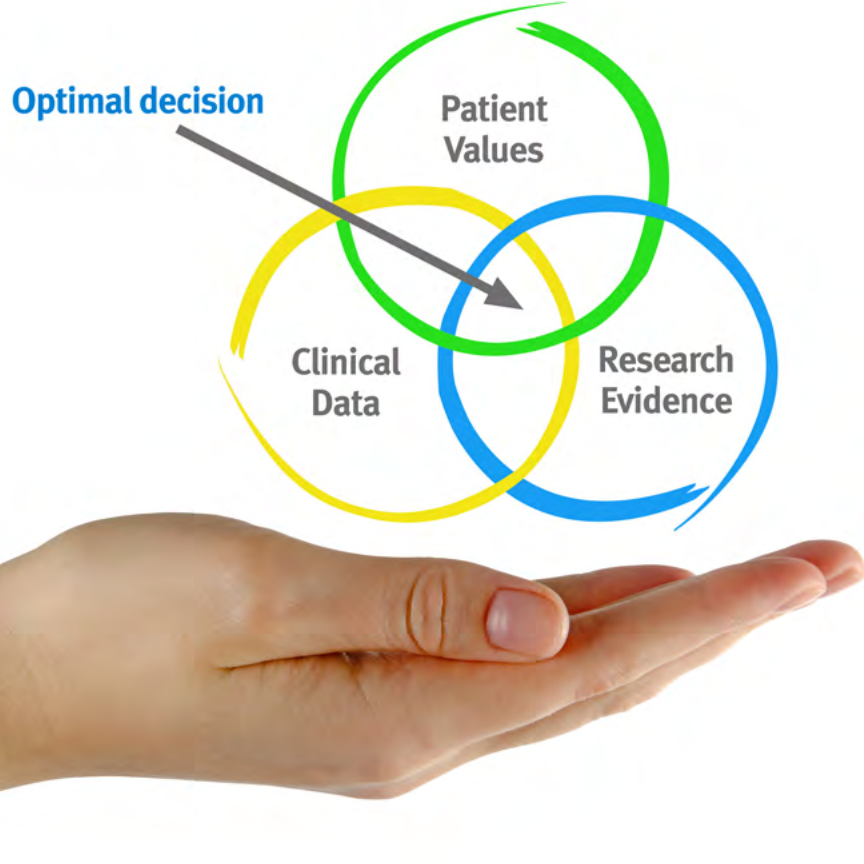 Optimal decision
Patient
Values
Clinical
Data
Research
Evidence